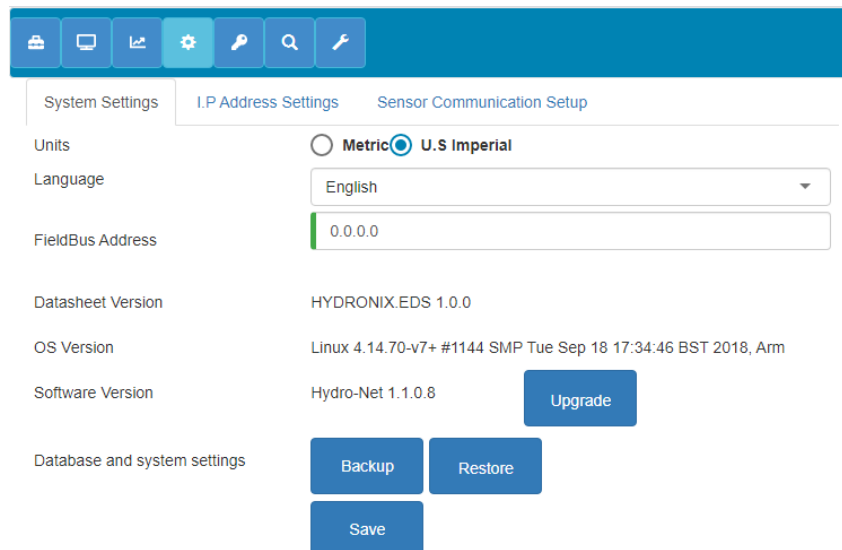 System Settings I.P Address Settings Sensor Communication Setup
Units Metric U.S Imperial
Language English
FieldBus Address 0.0.0.0
Datasheet Version HYDRONIX.EDS 1.0.0
OS Version Linux 4.14.70-v7+ #1144 SMP Tue Sep 18 17:34:46 BST 2018, Arm
Software Version Hydro-Net 1.1.0.8 Upgrade
Database and system settings Backup Restore
Save